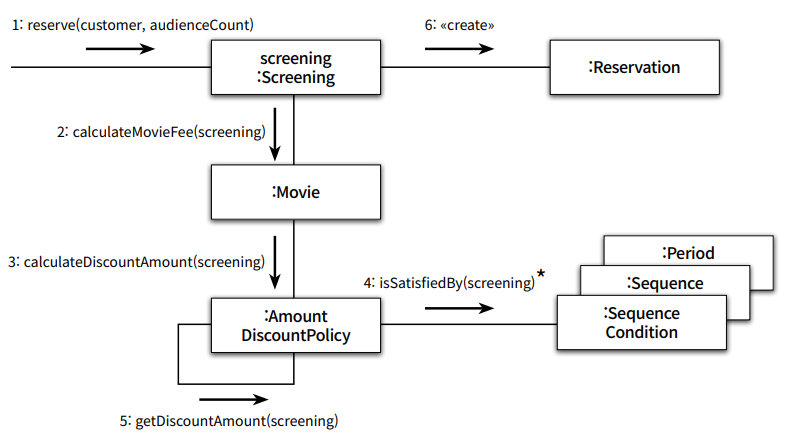 1: reserve(customer, audienceCount)
6: «create»
screening
:Screening
:Reservation
2: calculateMovieFee(screening)
:Movie
3: calculateDiscountAmount(screening)
4: isSatisfiedBy(screening)*
:Period
:Sequence
:Sequence
Condition
:Amount
DiscountPolicy
5: getDiscountAmount(screening)